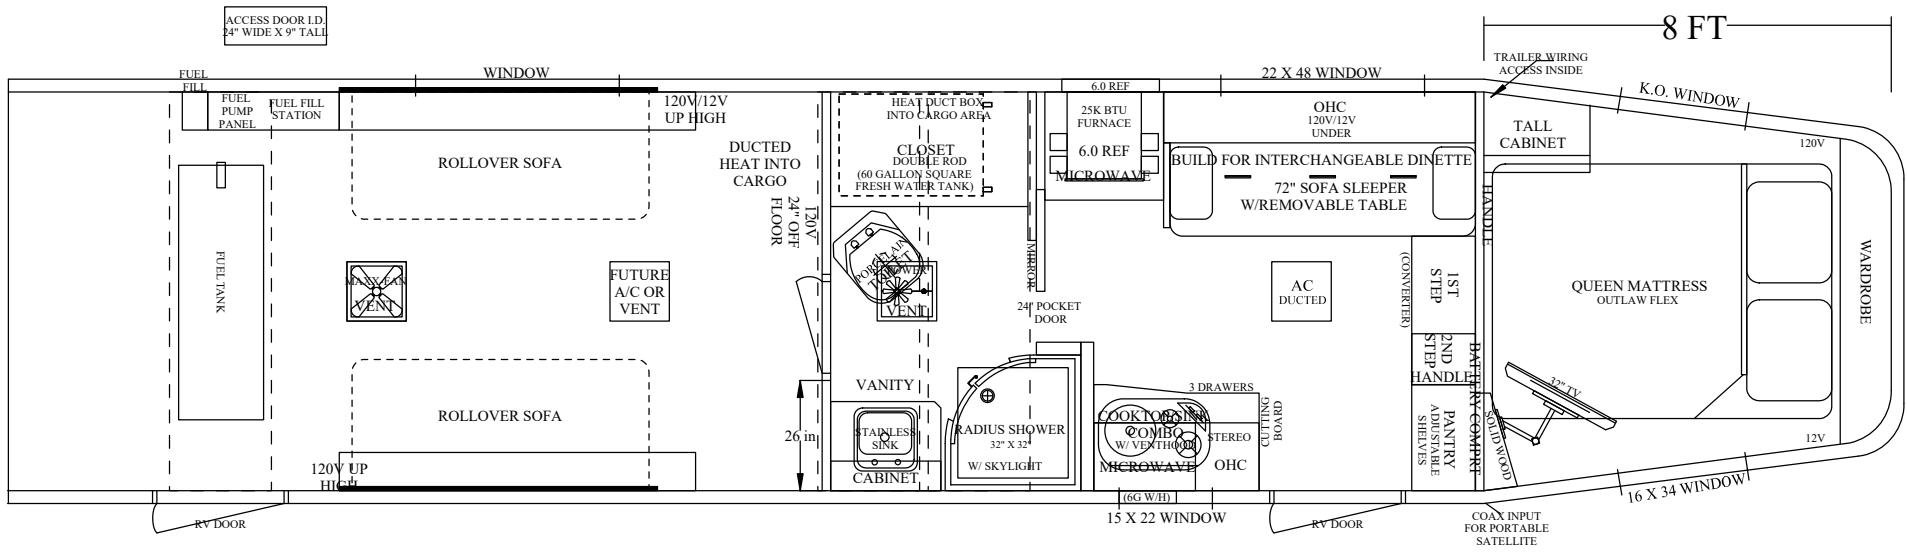 ACCESS DOOR I.D.
24" WIDE X 9" TALL
8 FT
TRAILER WIRING
ACCESS INSIDE
FUEL
FILL
WINDOW
22 X 48 WINDOW
K.O. WINDOW
FUEL
PUMP
PANEL
FUEL FILL
STATION
120V/12V
UP HIGH
HEAT DUCT BOX
INTO CARGO AREA
6.0 REF
25K BTU
FURNACE
6.0 REF
MICROWAVE
OHC
120V/12V
UNDER
TALL
CABINET
120V
ROLLOVER SOFA
DUCTED
HEAT INTO
CARGO
CLOSET
DOUBLE ROD
(60 GALLON SQUARE
FRESH WATER TANK)
BUILD FOR INTERCHANGEABLE DINETTE
72" SOFA SLEEPER
W/REMOVABLE TABLE
HANDLE
120V
24" OFF
FLOOR
FUEL TANK
MAXX-FAN
VENT
FUTURE
A/C OR
VENT
PORCELAIN
TOILET
POWER
VENT
MIRROR
24" POCKET
DOOR
AC
DUCTED
(CONVERTER)
1ST
STEP
QUEEN MATTRESS
OUTLAW FLEX
WARDROBE
2ND
STEP
HANDLE
BATTERY COMPRT
ROLLOVER SOFA
VANITY
26 in
STAINLESS
SINK
CABINET
RADIUS SHOWER
32" X 32"
W/ SKYLIGHT
3 DRAWERS
COOKTOP/SINK
COMBO
W/ VENTHOOD
MICROWAVE
STEREO
OHC
CUTTING
BOARD
PANTRY
ADJUSTABLE
SHELVES
SOLID WOOD
32" TV
12V
120V UP
HIGH
(6G W/H)
15 X 22 WINDOW
16 X 34 WINDOW
RV DOOR
RV DOOR
COAX INPUT
FOR PORTABLE
SATELLITE